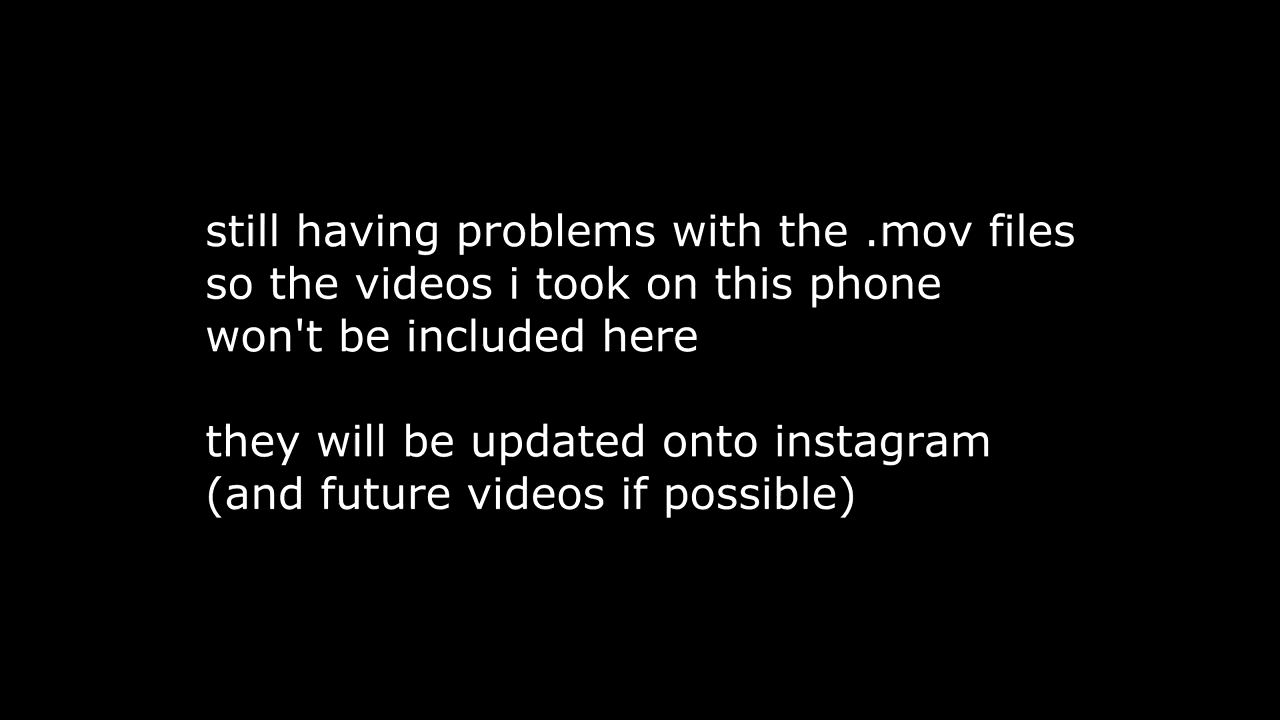 still having problems with the .mov files
so the videos i took on this phone
won't be included here
they will be updated onto instagram
(and future videos if possible)